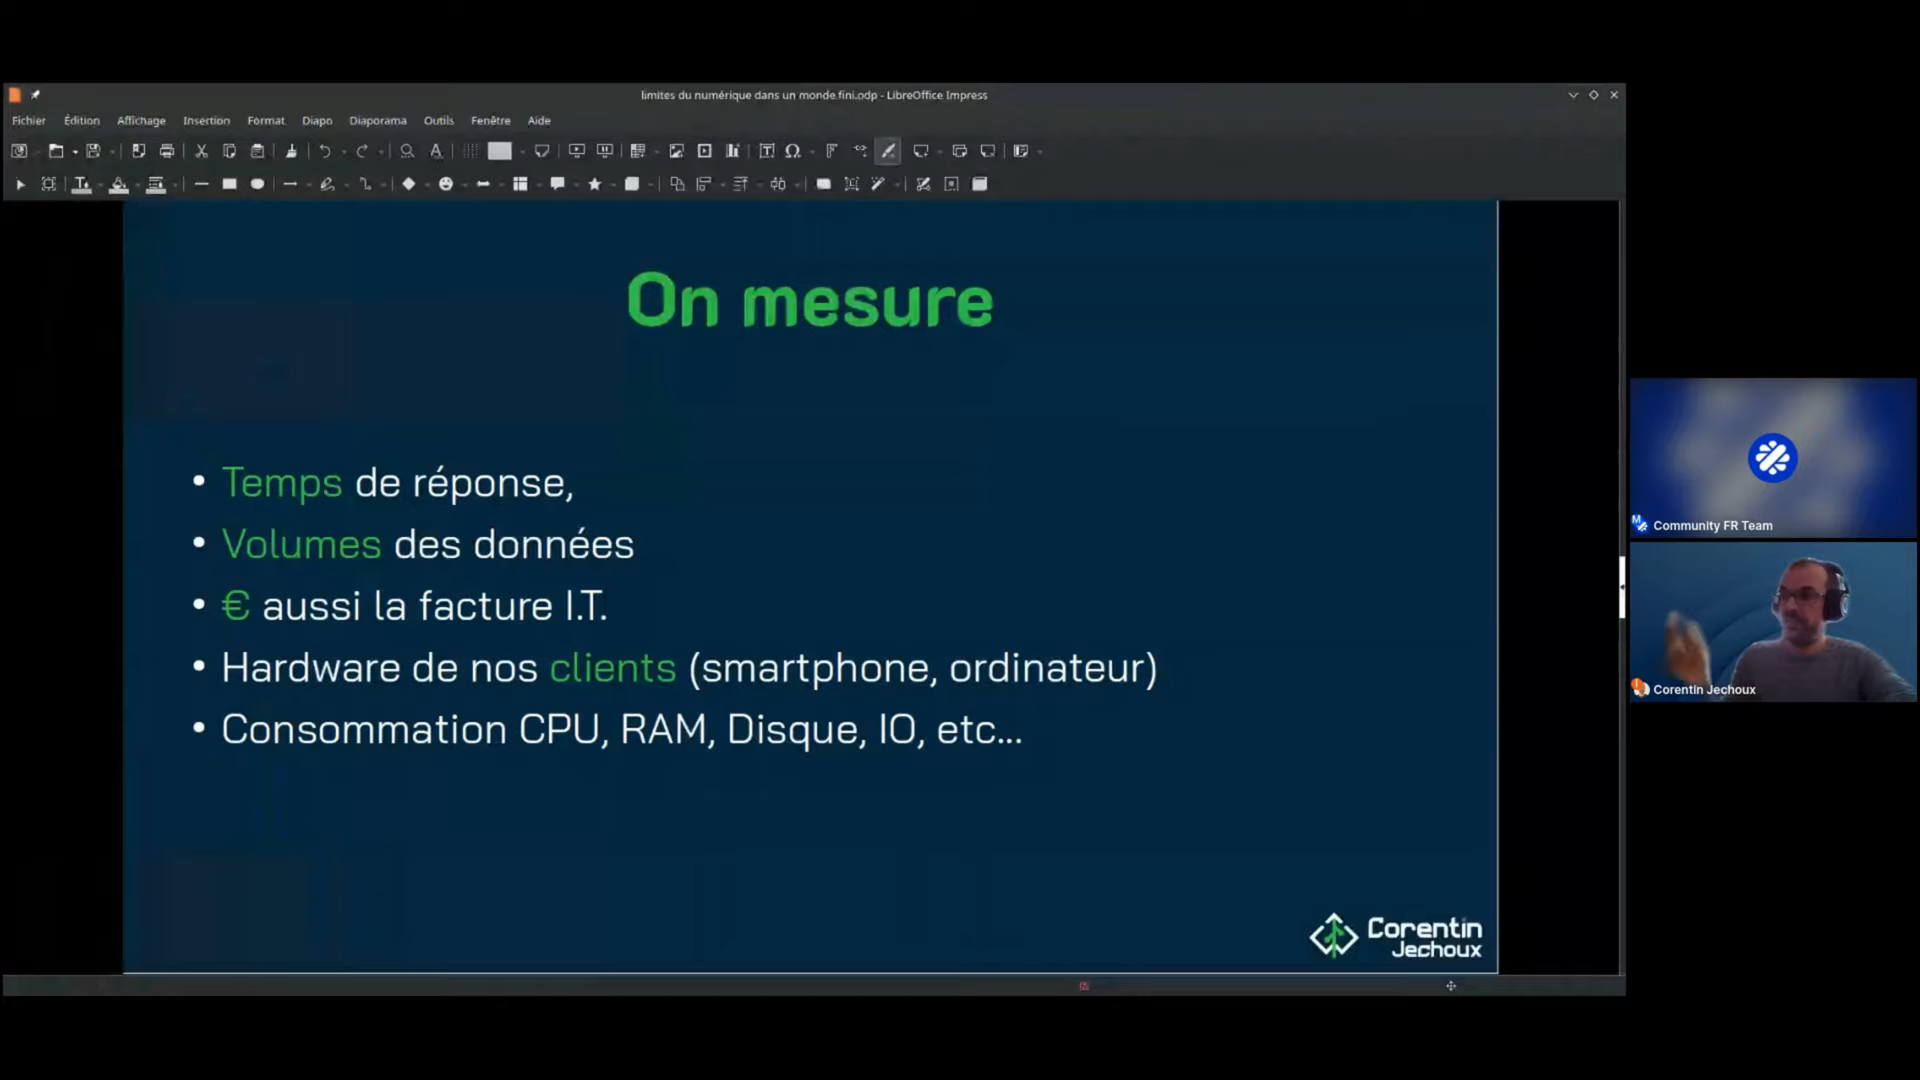 limites du numérique dans un monde fini.odp - LibreOffice Impress
Fichier Édition Affichage Insertion Format Diapo Diaporama Outils Fenêtre Aide
On mesure
• Temps de réponse,
• Volumes des données
• € aussi la facture I.T.
• Hardware de nos clients (smartphone, ordinateur)
• Consommation CPU, RAM, Disque, IO, etc...
Corentin
Jechoux
Community FR Team
Corentin Jechoux